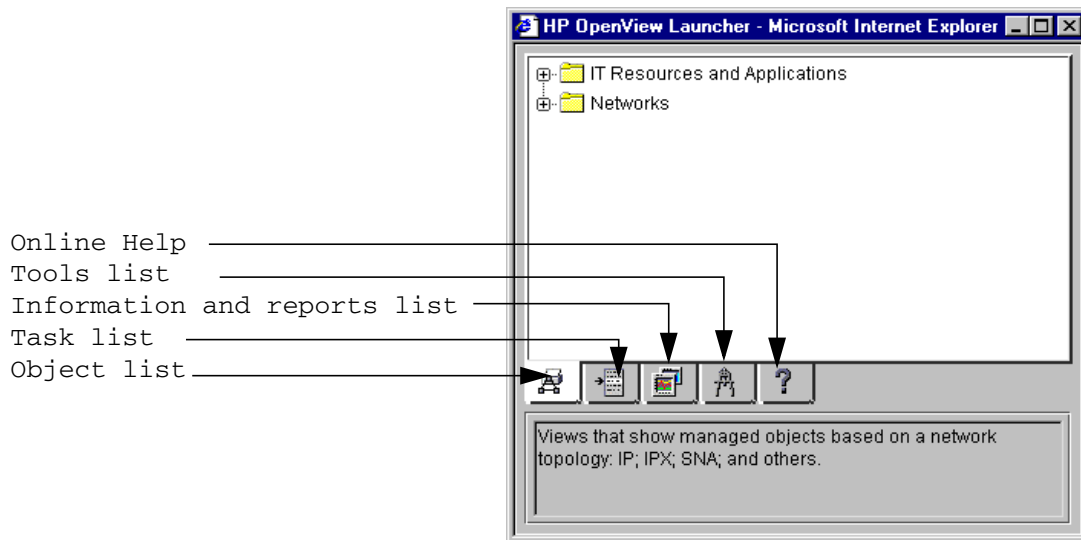 HP OpenView Launcher - Microsoft Internet Explorer
IT Resources and Applications
Networks
Online Help
Tools list
Information and reports list
Task list
Object list
?
Views that show managed objects based on a network
topology: IP; IPX; SNA; and others.